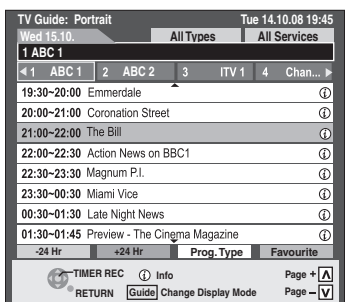 TV Guide: Portrait Tue 14.10.08 19:45
Wed 15.10. All Types All Services
1 ABC 1
1 ABC 1 2 ABC 2 3 ITV 1 4 Chan...
19:30~20:00 Emmerdale
20:00~21:00 Coronation Street
21:00~22:00 The Bill
22:00~22:30 Action News on BBC1
22:30~23:30 Magnum P.I.
23:30~00:30 Miami Vice
00:30~01:30 Late Night News
01:30~01:45 Preview - The Cinema Magazine
-24 Hr +24 Hr Prog. Type Favourite
TIMER REC i Info Page +
RETURN Guide Change Display Mode Page –